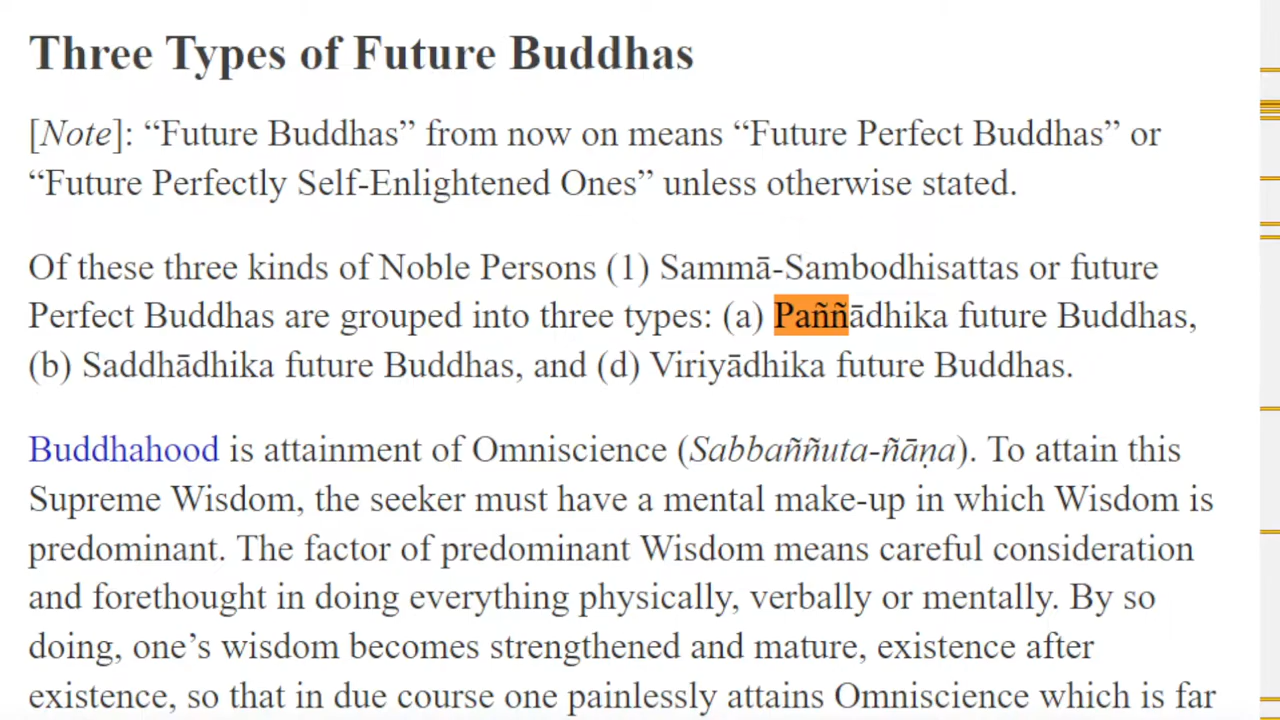 Three Types of Future Buddhas
[Note]: “Future Buddhas” from now on means “Future Perfect Buddhas” or
“Future Perfectly Self-Enlightened Ones” unless otherwise stated.
Of these three kinds of Noble Persons (1) Sammā-Sambodhisattas or future
Perfect Buddhas are grouped into three types: (a) Paññādhika future Buddhas,
(b) Saddhādhika future Buddhas, and (d) Viriyādhika future Buddhas.
Buddhahood is attainment of Omniscience (Sabbaññuta-ñāṇa). To attain this
Supreme Wisdom, the seeker must have a mental make-up in which Wisdom is
predominant. The factor of predominant Wisdom means careful consideration
and forethought in doing everything physically, verbally or mentally. By so
doing, one’s wisdom becomes strengthened and mature, existence after
existence, so that in due course one painlessly attains Omniscience which is far